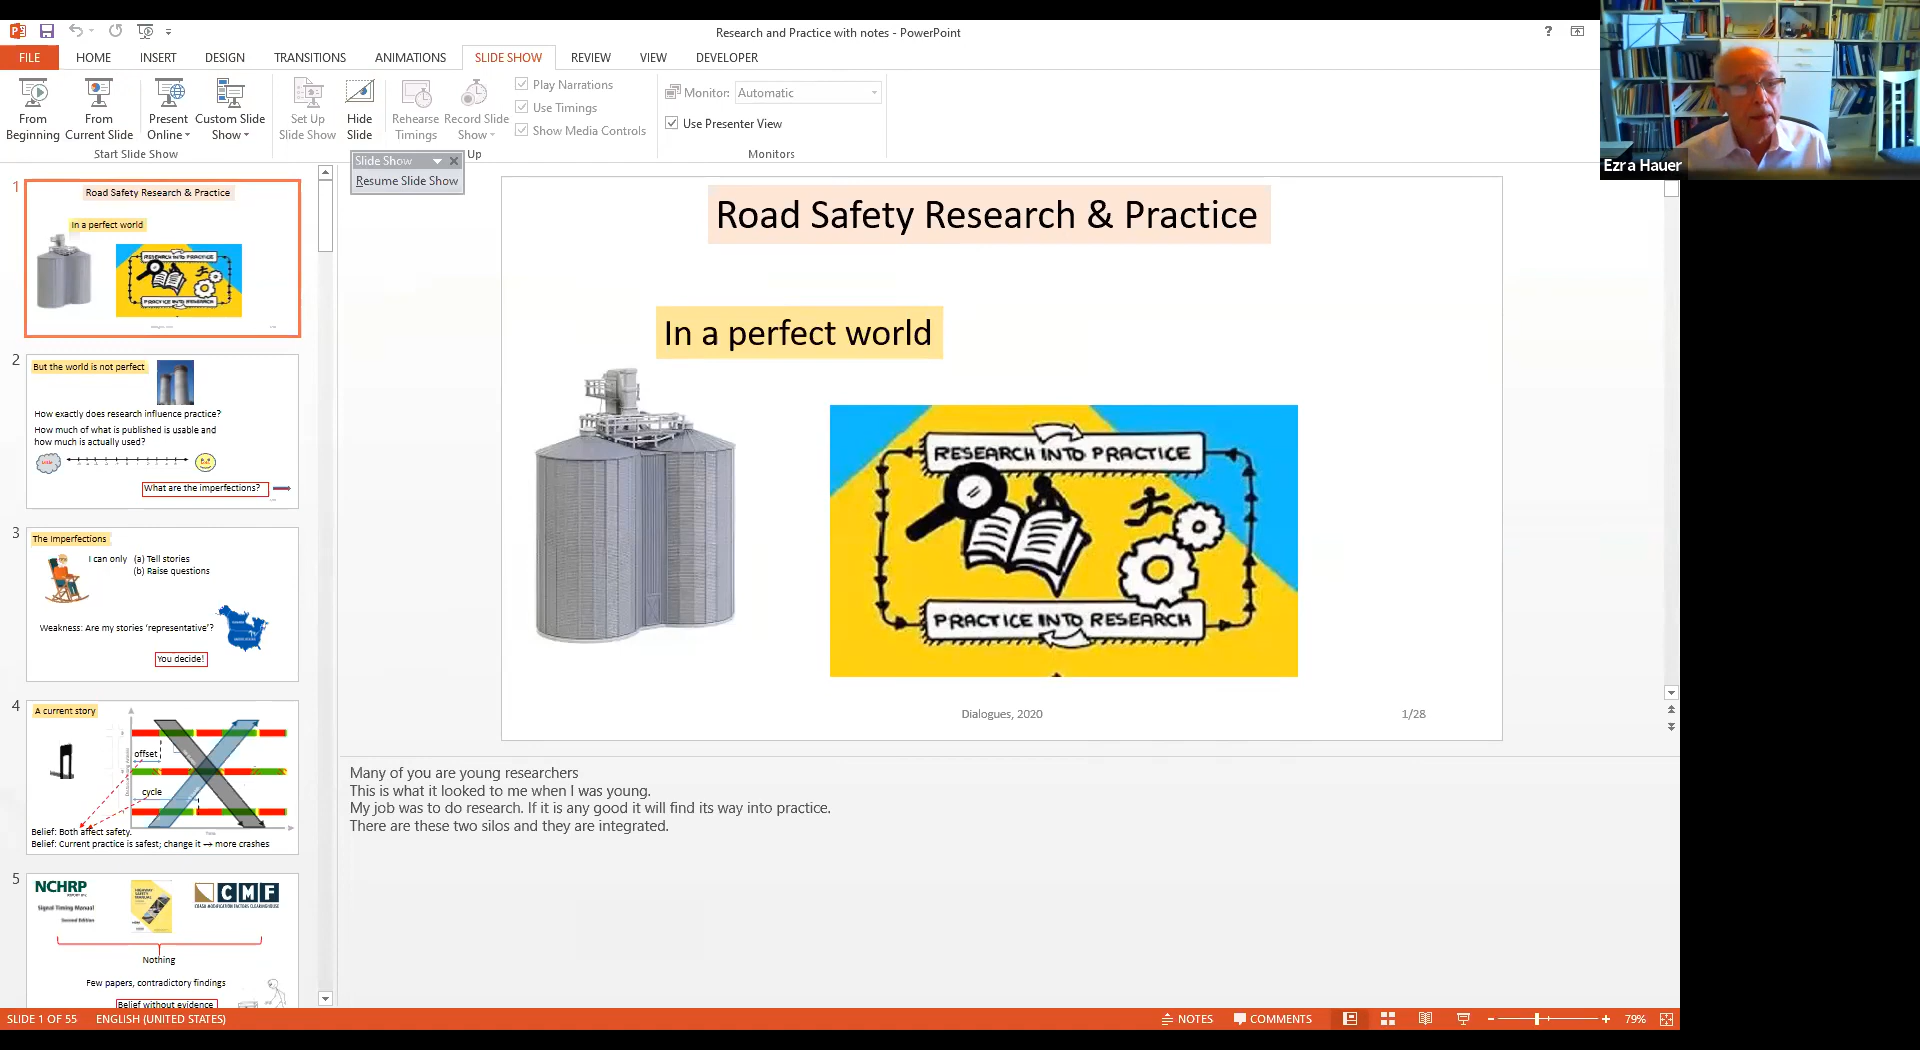 Research and Practice with notes - PowerPoint
?
FILE
HOME
INSERT
DESIGN
TRANSITIONS
ANIMATIONS
SLIDE SHOW
REVIEW
VIEW
DEVELOPER
From
Beginning
From
Current Slide
Present
Online
Custom Slide
Show
Set Up
Slide Show
Hide
Slide
Rehearse
Timings
Record Slide
Show
Play Narrations
Use Timings
Show Media Controls
Monitor:
Automatic
Use Presenter View
Start Slide Show
Up
Monitors
Slide Show
Resume Slide Show
Ezra Hauer
1
Road Safety Research & Practice
In a perfect world
RESEARCH INTO PRACTICE
PRACTICE INTO RESEARCH
2
But the world is not perfect
How exactly does research influence practice?
How much of what is published is usable and
how much is actually used?
What are the imperfections?
3
The Imperfections
I can only (a) Tell stories
(b) Raise questions
Weakness: Are my stories ‘representative’?
You decide!
4
A current story
offset
cycle
Belief: Both affect safety.
Belief: Current practice is safest; change it → more crashes
5
NCHRP
Signal Timing Manual
Second Edition
HIGHWAY
SAFETY
MANUAL
CMF
CRASH MODIFICATION FACTORS CLEARINGHOUSE
Nothing
Few papers, contradictory findings
Belief without evidence
Road Safety Research & Practice
In a perfect world
RESEARCH INTO PRACTICE
PRACTICE INTO RESEARCH
Dialogues, 2020
1/28
Many of you are young researchers
This is what it looked to me when I was young.
My job was to do research. If it is any good it will find its way into practice.
There are these two silos and they are integrated.
SLIDE 1 OF 55
ENGLISH (UNITED STATES)
NOTES
COMMENTS
79%